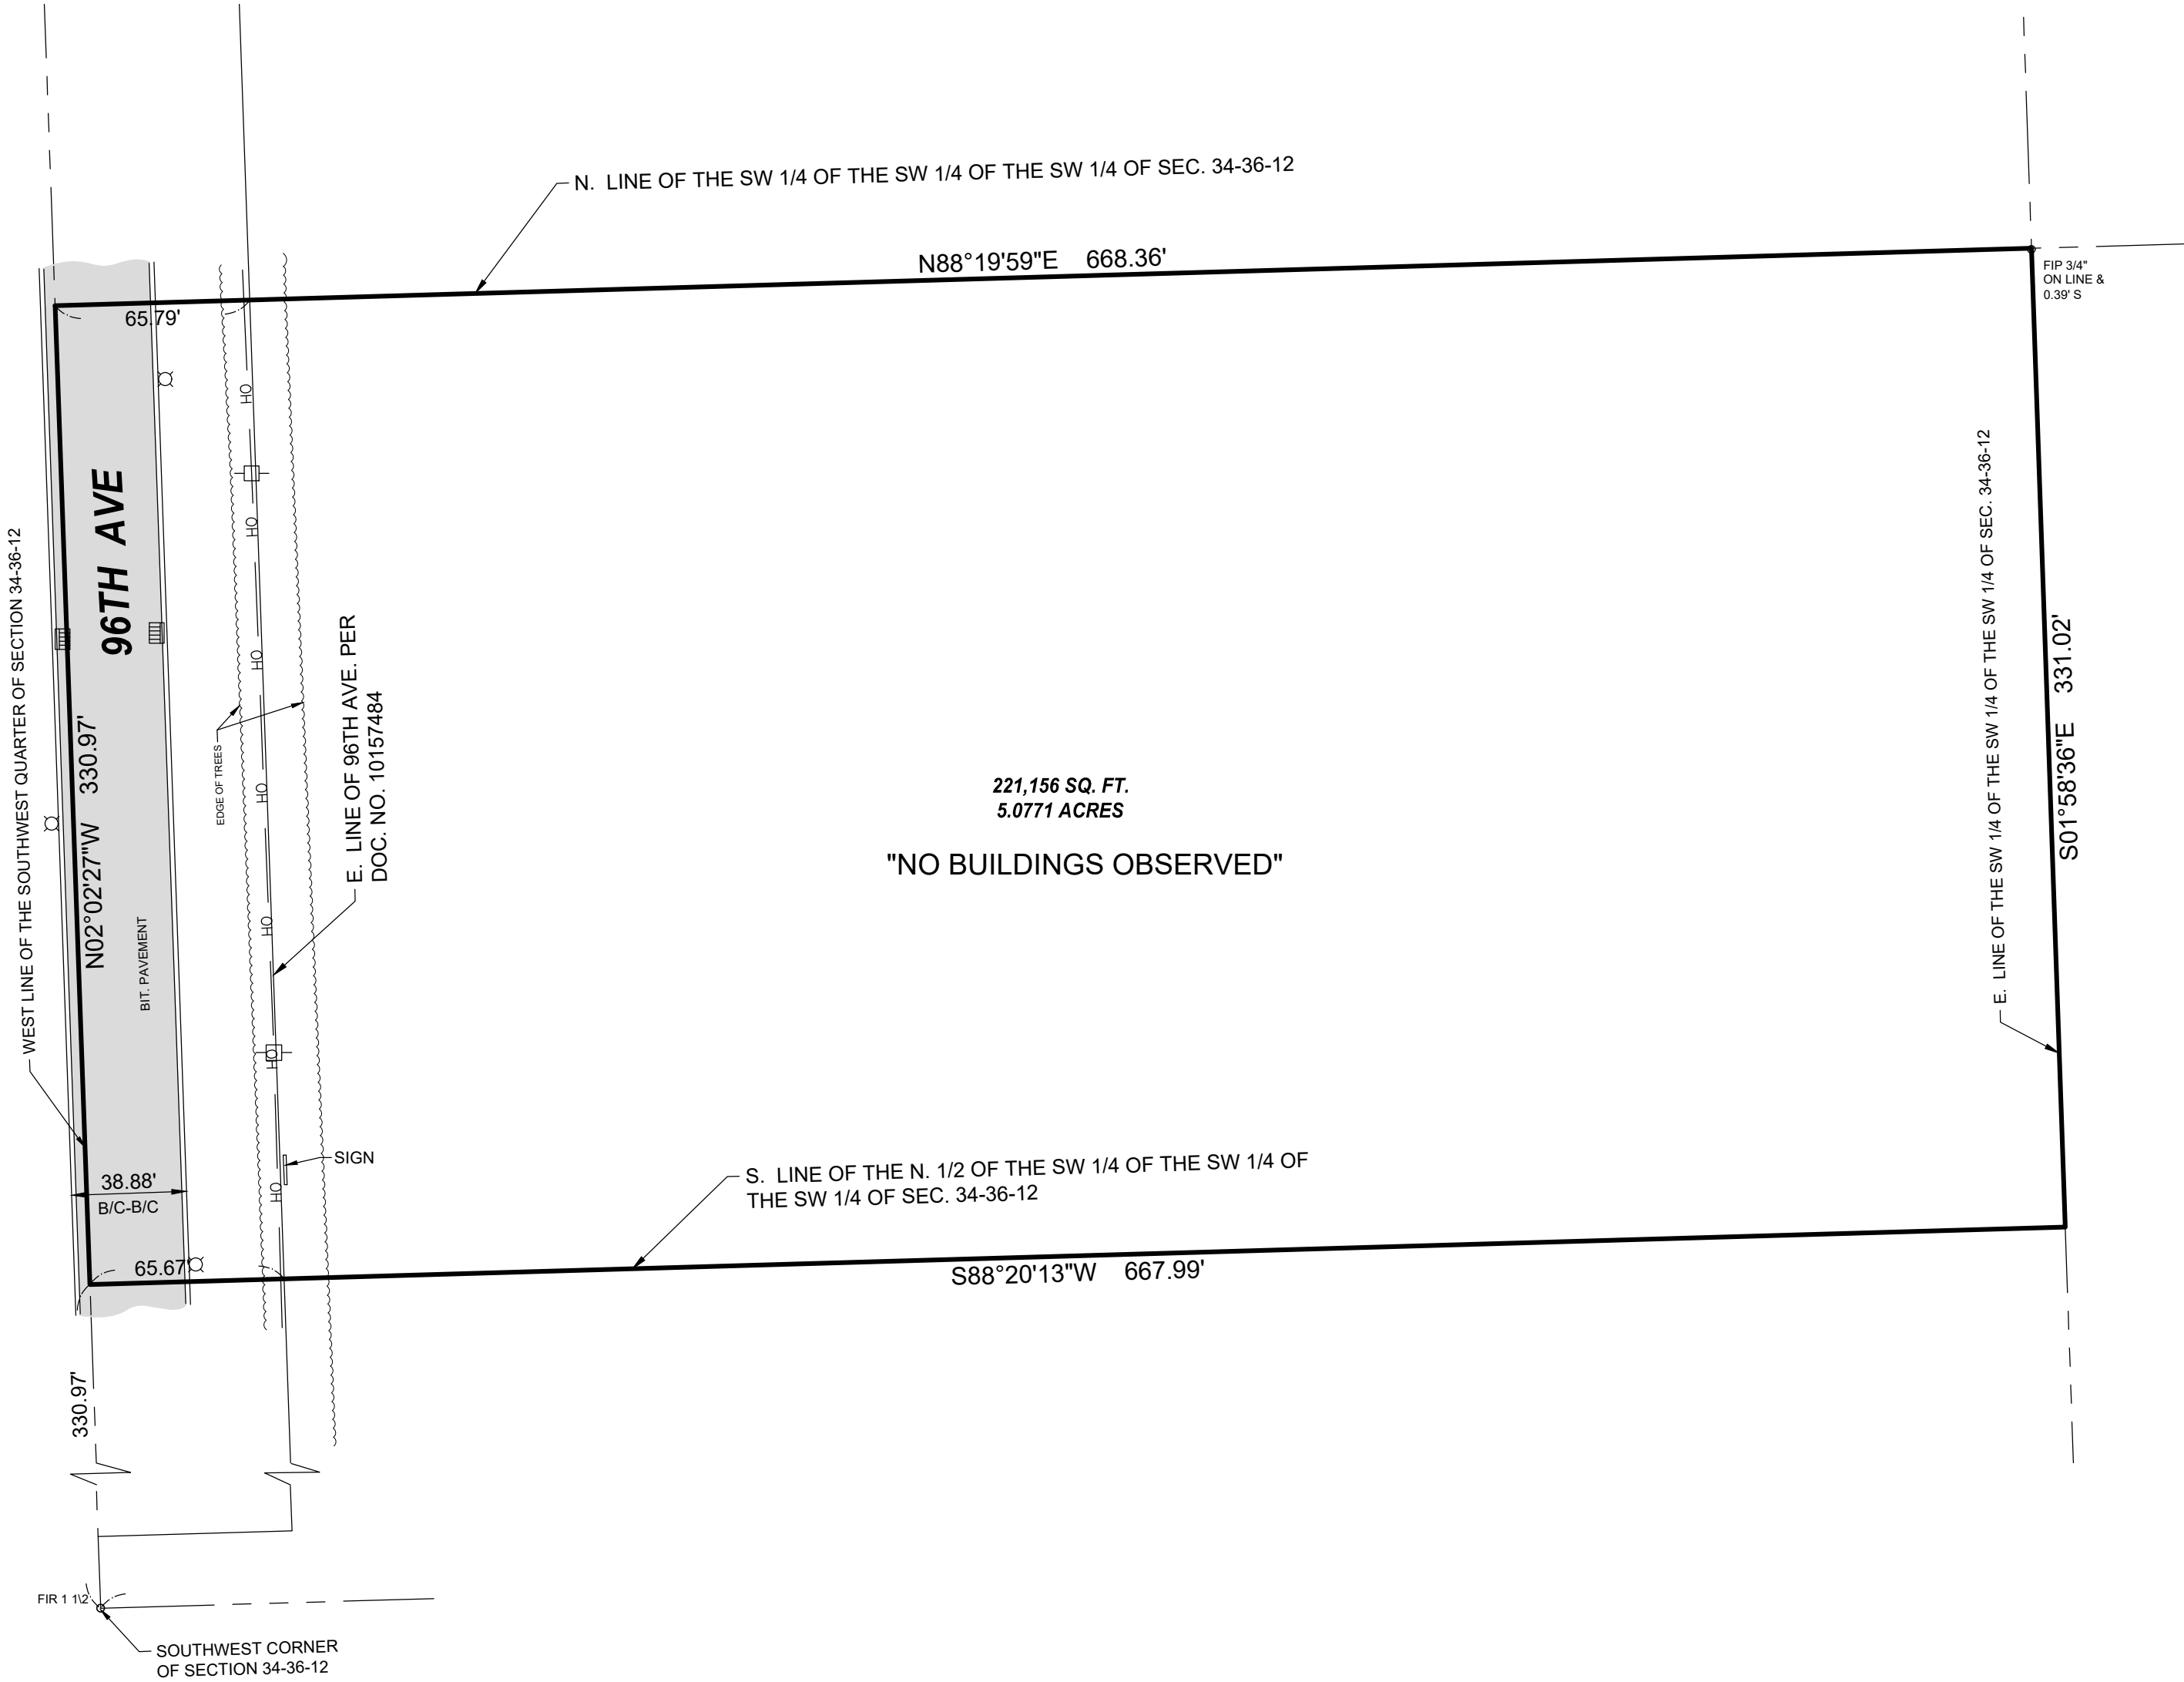 N. LINE OF THE SW 1/4 OF THE SW 1/4 OF THE SW 1/4 OF SEC. 34-36-12
N88°19'59"E 668.36'
FIP 3/4"
ON LINE &
0.39' S
65.79'
OH
OH
OH
OH
OH
OH
OH
96TH AVE
WEST LINE OF THE SOUTHWEST QUARTER OF SECTION 34-36-12
N02°02'27"W 330.97'
BIT. PAVEMENT
EDGE OF TREES
E. LINE OF 96TH AVE. PER
DOC. NO. 10157484
221,156 SQ. FT.
5.0771 ACRES
"NO BUILDINGS OBSERVED"
E. LINE OF THE SW 1/4 OF THE SW 1/4 OF THE SW 1/4 OF SEC. 34-36-12
S01°58'36"E 331.02'
SIGN
38.88'
B/C-B/C
S. LINE OF THE N. 1/2 OF THE SW 1/4 OF THE SW 1/4 OF
THE SW 1/4 OF SEC. 34-36-12
65.67'
S88°20'13"W 667.99'
330.97'
FIR 1 1\2
SOUTHWEST CORNER
OF SECTION 34-36-12